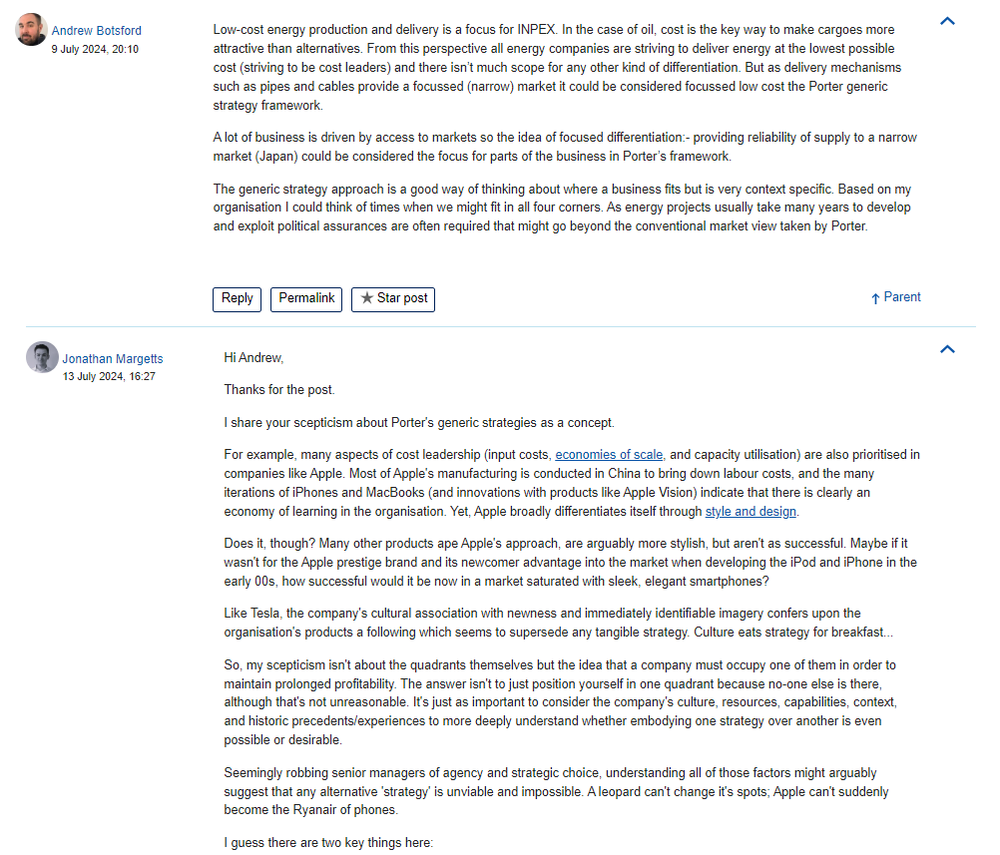 Andrew Botsford
9 July 2024, 20:10
Low-cost energy production and delivery is a focus for INPEX. In the case of oil, cost is the key way to make cargoes more
attractive than alternatives. From this perspective all energy companies are striving to deliver energy at the lowest possible
cost (striving to be cost leaders) and there isn't much scope for any other kind of differentiation. But as delivery mechanisms
such as pipes and cables provide a focussed (narrow) market it could be considered focussed low cost the Porter generic
strategy framework.
A lot of business is driven by access to markets so the idea of focused differentiation:- providing reliability of supply to a narrow
market (Japan) could be considered the focus for parts of the business in Porter's framework.
The generic strategy approach is a good way of thinking about where a business fits but is very context specific. Based on my
organisation I could think of times when we might fit in all four corners. As energy projects usually take many years to develop
and exploit political assurances are often required that might go beyond the conventional market view taken by Porter.
Reply
Permalink
★ Star post
↑ Parent
Jonathan Margetts
13 July 2024, 16:27
Hi Andrew,
Thanks for the post.
I share your scepticism about Porter's generic strategies as a concept.
For example, many aspects of cost leadership (input costs, economies of scale, and capacity utilisation) are also prioritised in
companies like Apple. Most of Apple's manufacturing is conducted in China to bring down labour costs, and the many
iterations of iPhones and MacBooks (and innovations with products like Apple Vision) indicate that there is clearly an
economy of learning in the organisation. Yet, Apple broadly differentiates itself through style and design.
Does it, though? Many other products ape Apple's approach, are arguably more stylish, but aren't as successful. Maybe if it
wasn't for the Apple prestige brand and its newcomer advantage into the market when developing the iPod and iPhone in the
early 00s, how successful would it be now in a market saturated with sleek, elegant smartphones?
Like Tesla, the company's cultural association with newness and immediately identifiable imagery confers upon the
organisation's products a following which seems to supersede any tangible strategy. Culture eats strategy for breakfast...
So, my scepticism isn't about the quadrants themselves but the idea that a company must occupy one of them in order to
maintain prolonged profitability. The answer isn't to just position yourself in one quadrant because no-one else is there,
although that's not unreasonable. It's just as important to consider the company's culture, resources, capabilities, context,
and historic precedents/experiences to more deeply understand whether embodying one strategy over another is even
possible or desirable.
Seemingly robbing senior managers of agency and strategic choice, understanding all of those factors might arguably
suggest that any alternative 'strategy' is unviable and impossible. A leopard can't change it's spots; Apple can't suddenly
become the Ryanair of phones.
I guess there are two key things here: